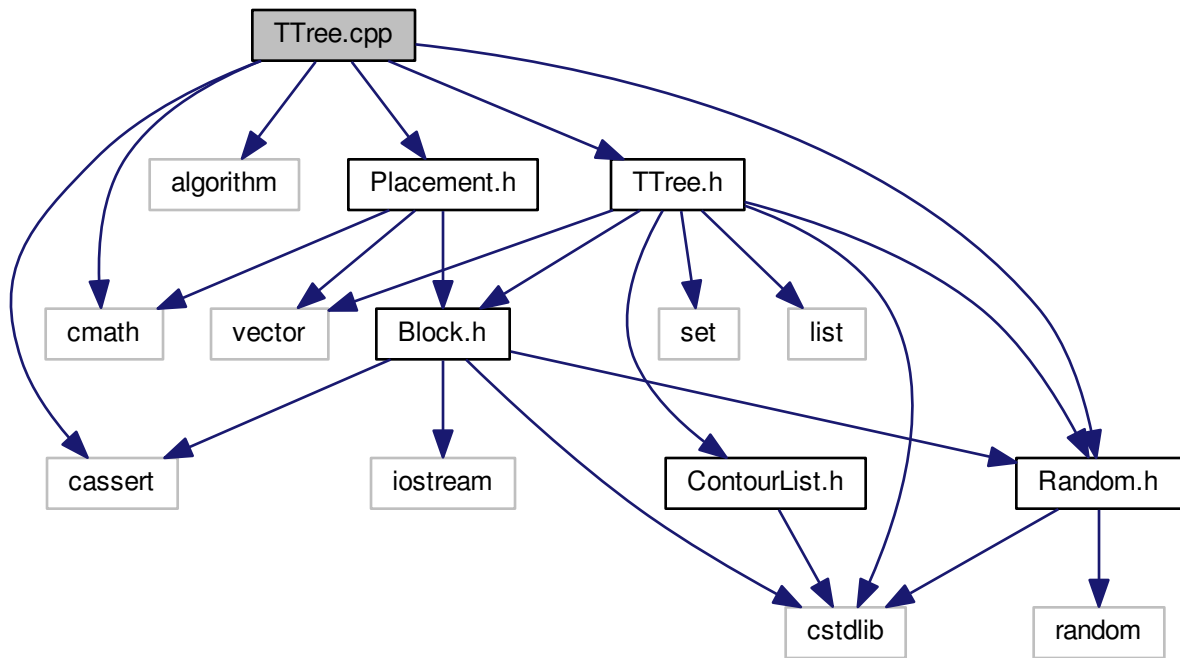 TTree.cpp
algorithm
Placement.h
TTree.h
cmath
vector
Block.h
set
list
cassert
iostream
ContourList.h
Random.h
cstdlib
random